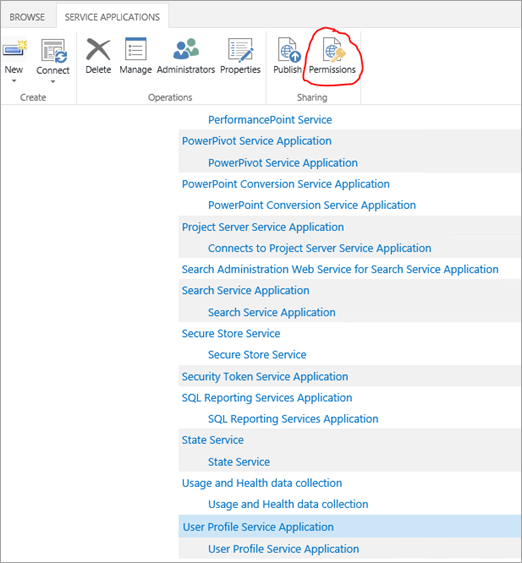 BROWSE SERVICE APPLICATIONS
New Connect Delete Manage Administrators Properties Publish Permissions
Create Operations Sharing
PerformancePoint Service
PowerPivot Service Application
PowerPivot Service Application
PowerPoint Conversion Service Application
PowerPoint Conversion Service Application
Project Server Service Application
Connects to Project Server Service Application
Search Administration Web Service for Search Service Application
Search Service Application
Search Service Application
Secure Store Service
Secure Store Service
Security Token Service Application
SQL Reporting Services Application
SQL Reporting Services Application
State Service
State Service
Usage and Health data collection
Usage and Health data collection
User Profile Service Application
User Profile Service Application